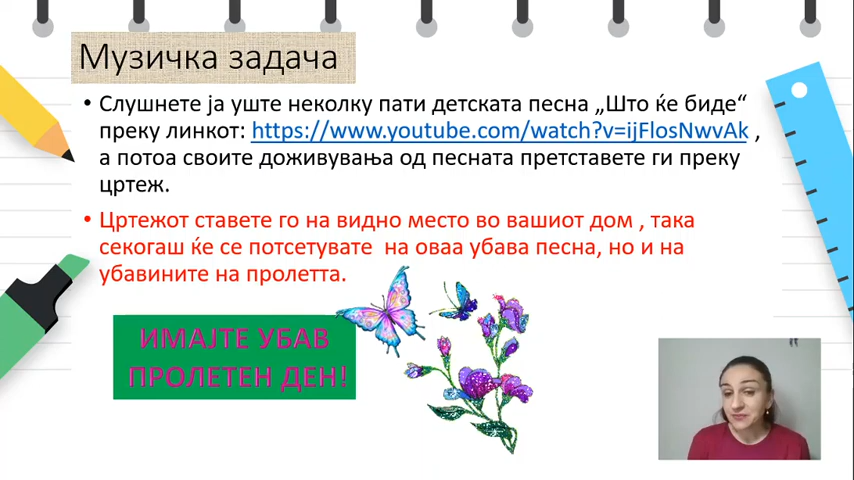 Музичка задача
• Слушнете ја уште неколку пати детската песна „Што ќе биде“
преку линкот: https://www.youtube.com/watch?v=ijFlosNwvAk ,
а потоа своите доживувања од песната претставете ги преку
цртеж.
• Цртежот ставете го на видно место во вашиот дом , така
секогаш ќе се потсетувате на оваа убава песна, но и на
убавините на пролетта.
ИМАЈТЕ УБАВ
ПРОЛЕТЕН ДЕН!